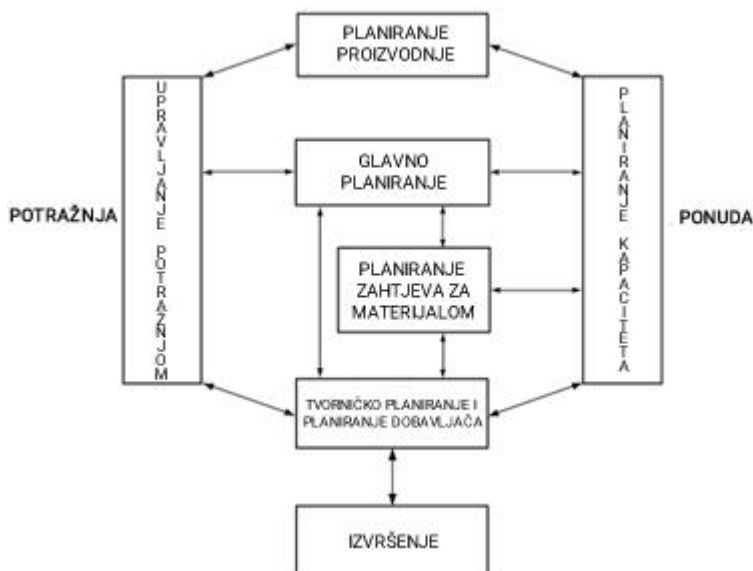 PLANIRANJE
PROIZVODNJE
UPRAVLJANJE POTRAŽNJOM
PLANIRANJE KAPACITETA
GLAVNO
PLANIRANJE
POTRAŽNJA
PONUDA
PLANIRANJE
ZAHTJEVA ZA
MATERIJALOM
TVORNIČKO PLANIRANJE I
PLANIRANJE DOBAVLJAČA
IZVRŠENJE